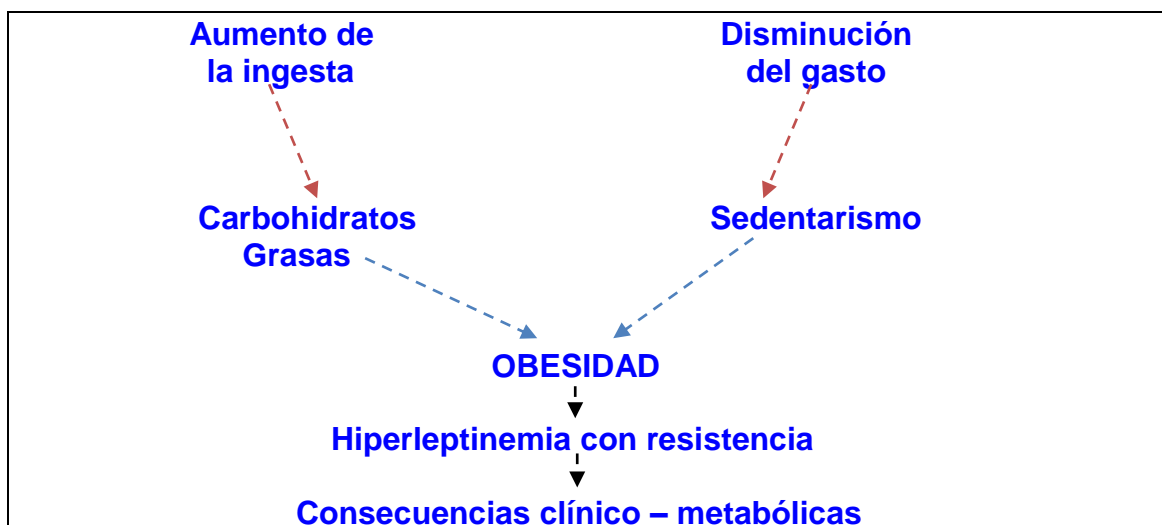 Aumento de
la ingesta
Disminución
del gasto
Carbohidratos
Grasas
Sedentarismo
OBESIDAD
Hiperleptinemia con resistencia
Consecuencias clínico – metabólicas